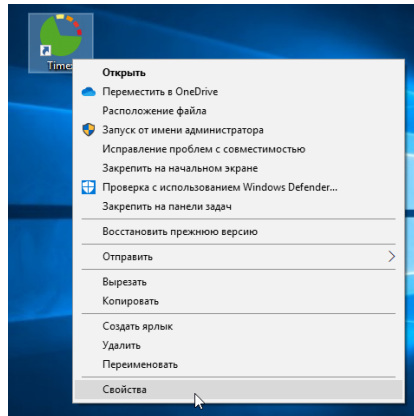 Открыть
Переместить в OneDrive
Расположение файла
Запуск от имени администратора
Исправление проблем с совместимостью
Закрепить на начальном экране
Проверка с использованием Windows Defender...
Закрепить на панели задач
Восстановить прежнюю версию
Отправить
Вырезать
Копировать
Создать ярлык
Удалить
Переименовать
Свойства